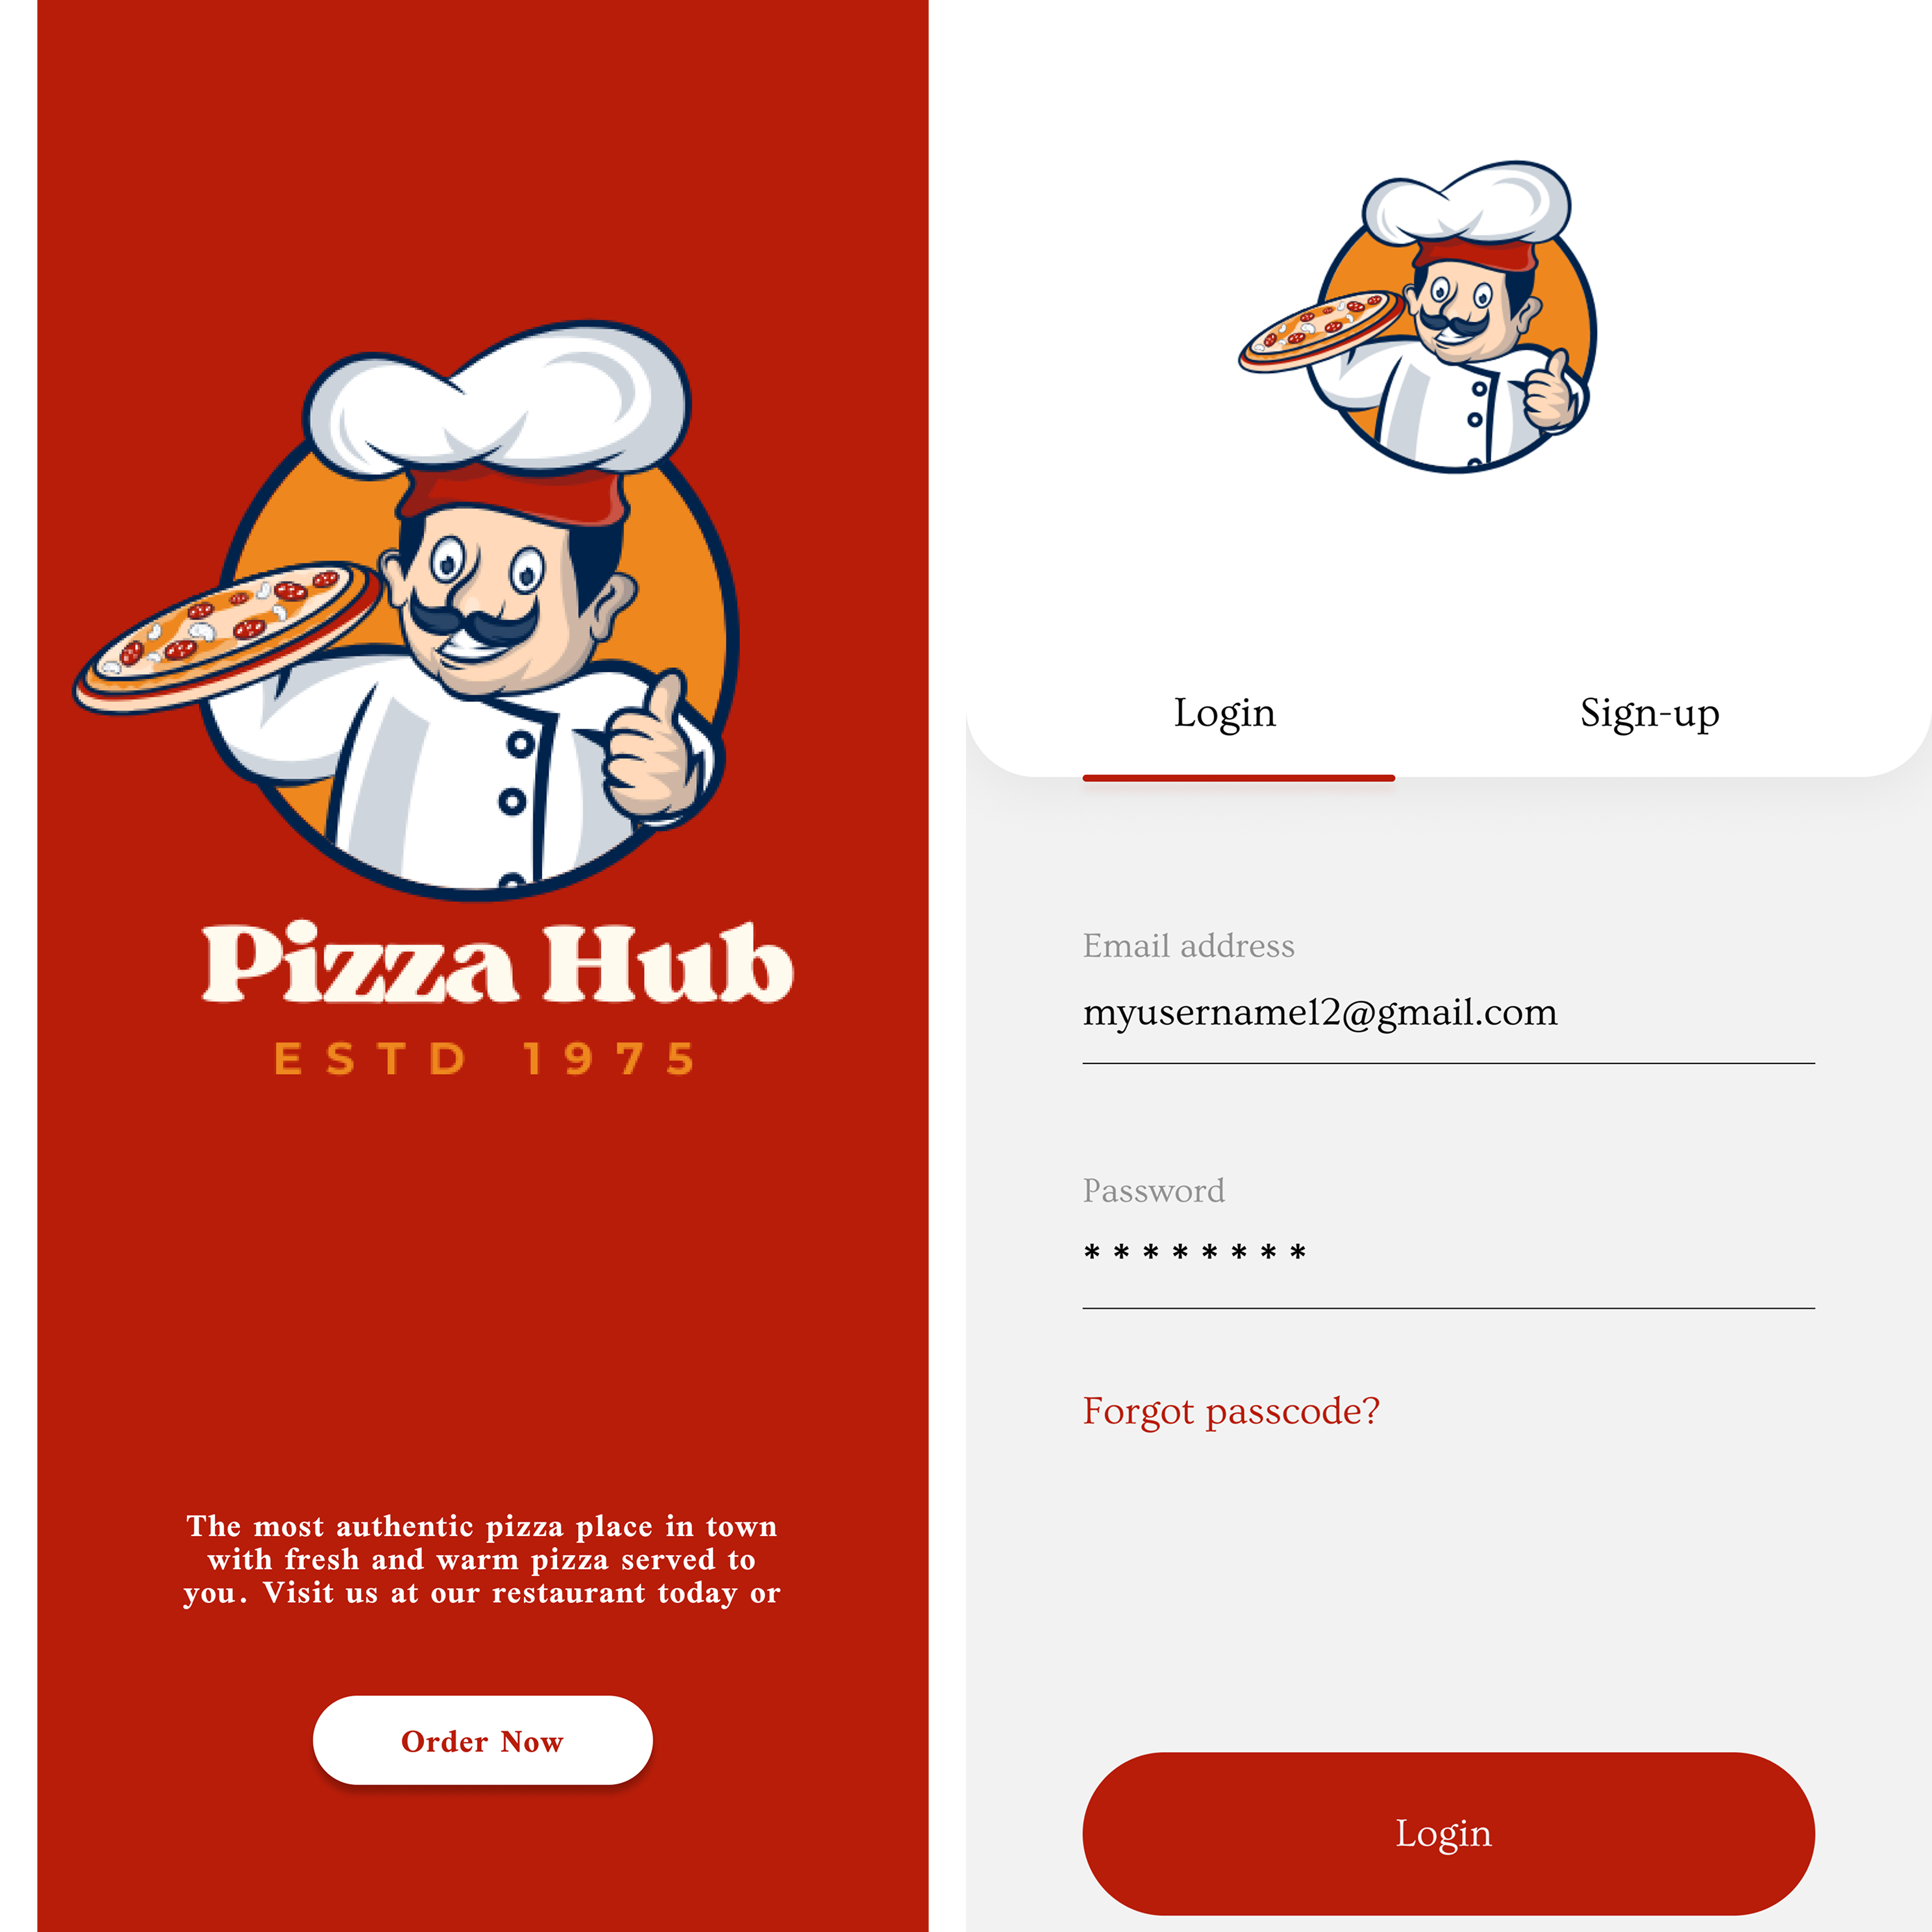 Pizza Hub
ESTD 1975
The most authentic pizza place in town
with fresh and warm pizza served to
you. Visit us at our restaurant today or
Order Now
Login
Sign-up
Email address
myusername12@gmail.com
Password
* * * * * * * *
Forgot passcode?
Login